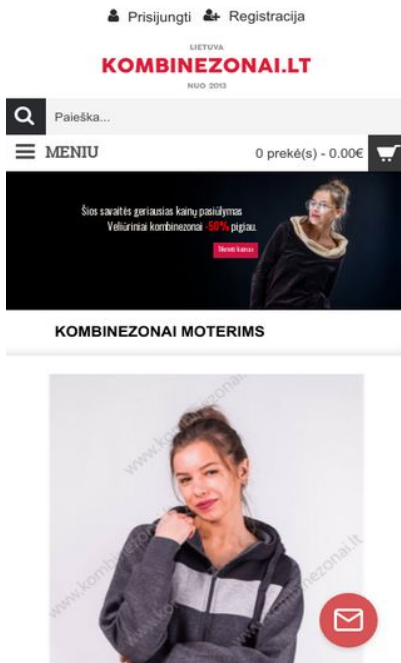 Prisijungti Registracija
LIETUVA
KOMBINEZONAI.LT
NUO 2013
Paieška...
MENIU 0 prekė(s) - 0.00€
Šios savaitės geriausias kainų pasiūlymas
Veliūriniai kombinezonai -50% pigiau.
KOMBINEZONAI MOTERIMS